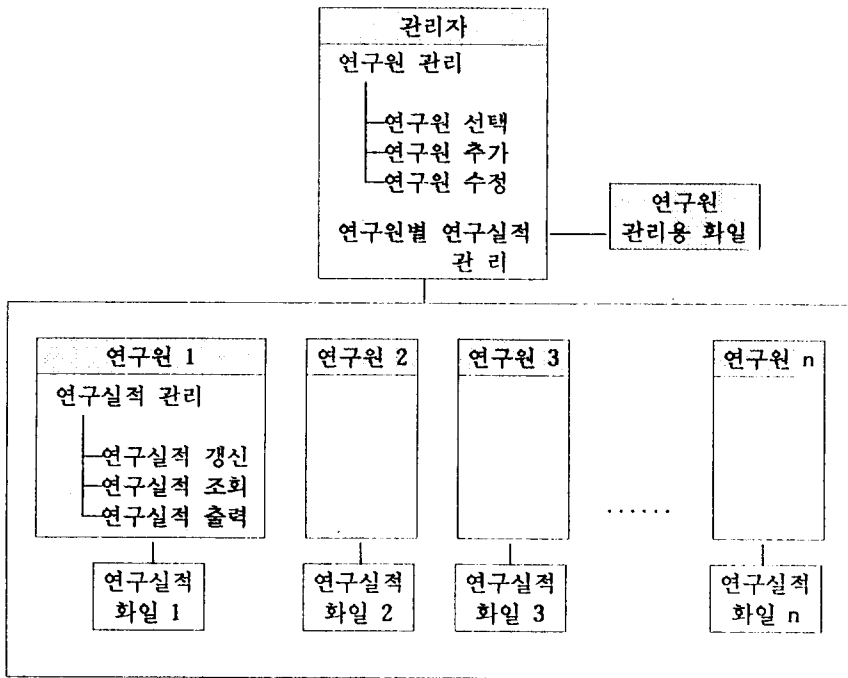 관리자
연구원 관리
연구원 선택
연구원 추가
연구원 수정
연구원별 연구실적
관 리
연구원
관리용 화일
연구원 1
연구실적 관리
연구실적 갱신
연구실적 조회
연구실적 출력
연구실적
화일 1
연구원 2
연구실적
화일 2
연구원 3
연구실적
화일 3
......
연구원 n
연구실적
화일 n